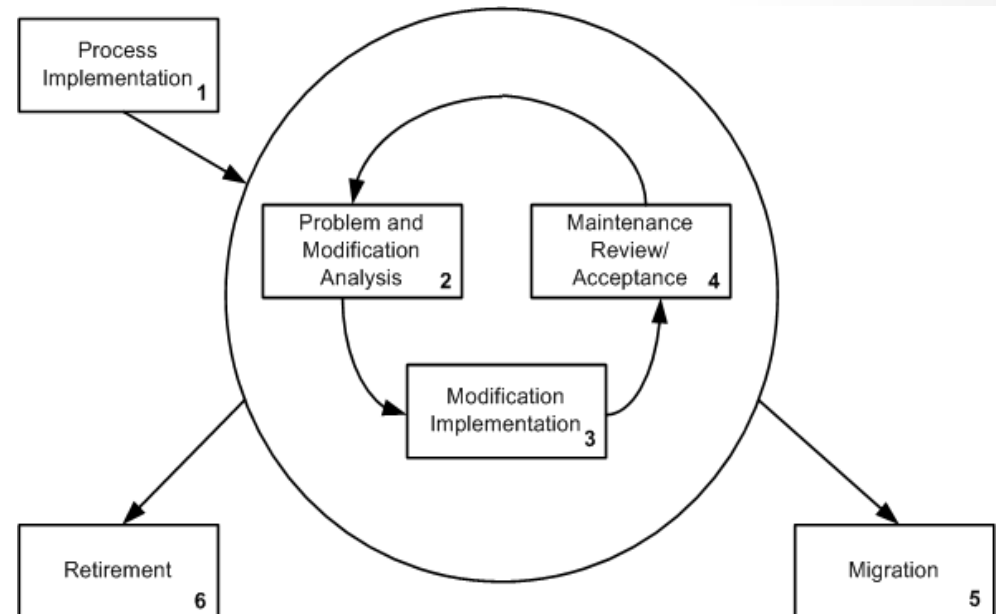 Process
Implementation
1
Problem and
Modification
Analysis
2
Maintenance
Review/
Acceptance
4
Modification
Implementation
3
Retirement
6
Migration
5